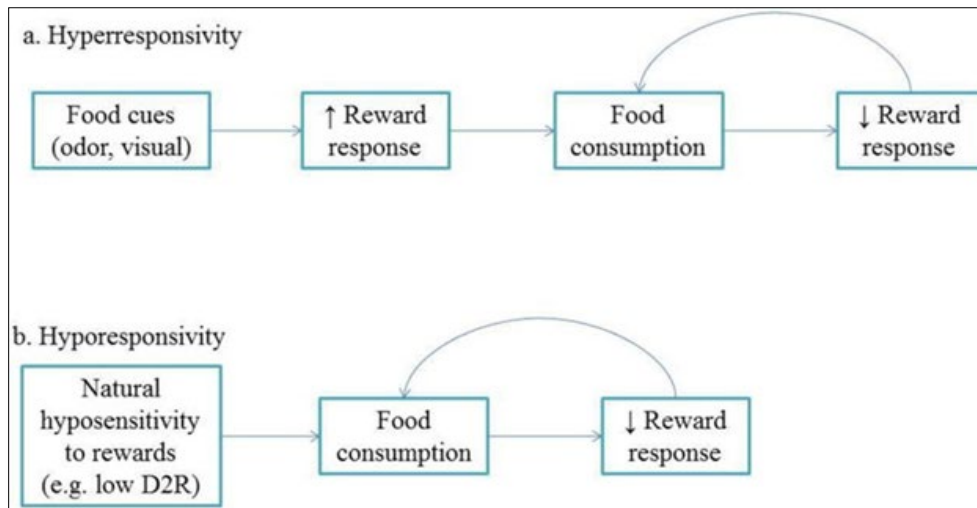 a. Hyperresponsivity
Food cues
(odor, visual)
↑ Reward
response
Food
consumption
↓ Reward
response
b. Hyporesponsivity
Natural
hyposensitivity
to rewards
(e.g. low D2R)
Food
consumption
↓ Reward
response